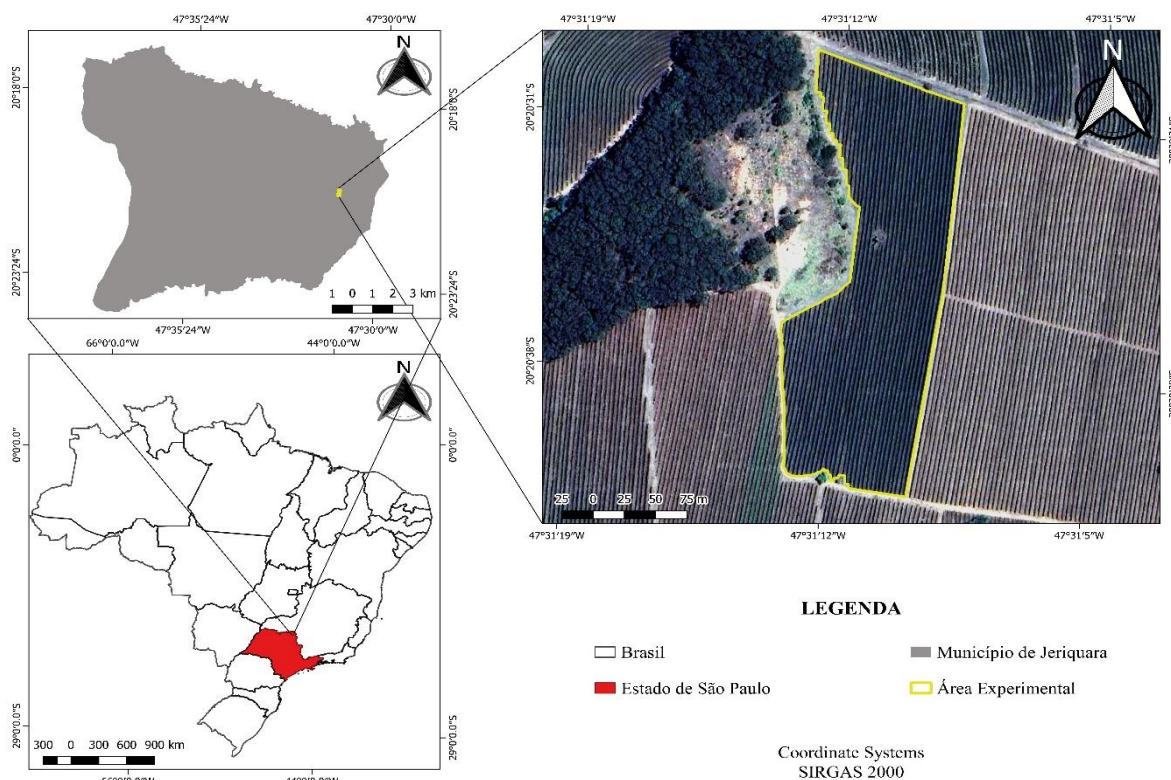 47°35'24"W 47°30'0"W
N
20°18'0"S
20°18'0"S
20°23'24"S
20°23'24"S
1 0 1 2 3 km
47°35'24"W 47°30'0"W
66°0'0.0"W 44°0'0.0"W
N
0°0'0.0"
0°0'0.0"
29°0'0.0"S
29°0'0.0"S
300 0 300 600 900 km
47°31'19"W 47°31'12"W 47°31'5"W
N
20°20'31"S
20°20'38"S
25 0 25 50 75 m
47°31'19"W 47°31'12"W 47°31'5"W
LEGENDA
Brasil
Município de Jeriquara
Estado de São Paulo
Área Experimental
Coordinate Systems
SIRGAS 2000